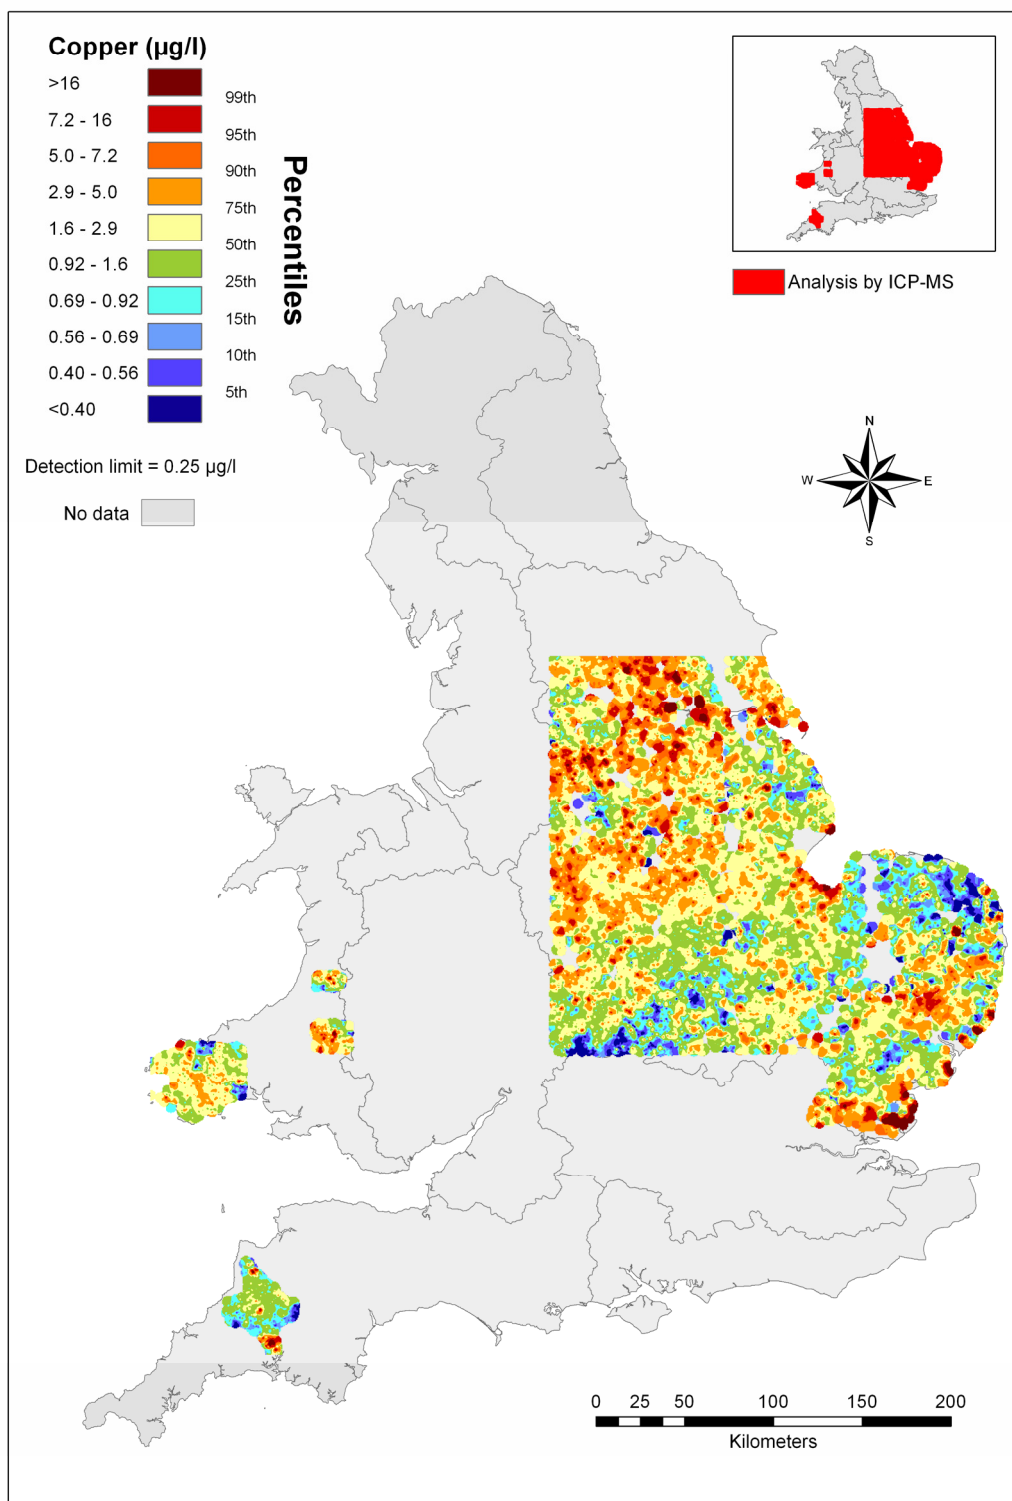 Copper (µg/l)
>16
99th
7.2 - 16
95th
5.0 - 7.2
90th
2.9 - 5.0
75th
1.6 - 2.9
50th
0.92 - 1.6
25th
0.69 - 0.92
15th
0.56 - 0.69
10th
0.40 - 0.56
5th
<0.40
Percentiles
Detection limit = 0.25 µg/l
No data
Analysis by ICP-MS
N
W
E
S
0 25 50 100 150 200
Kilometers